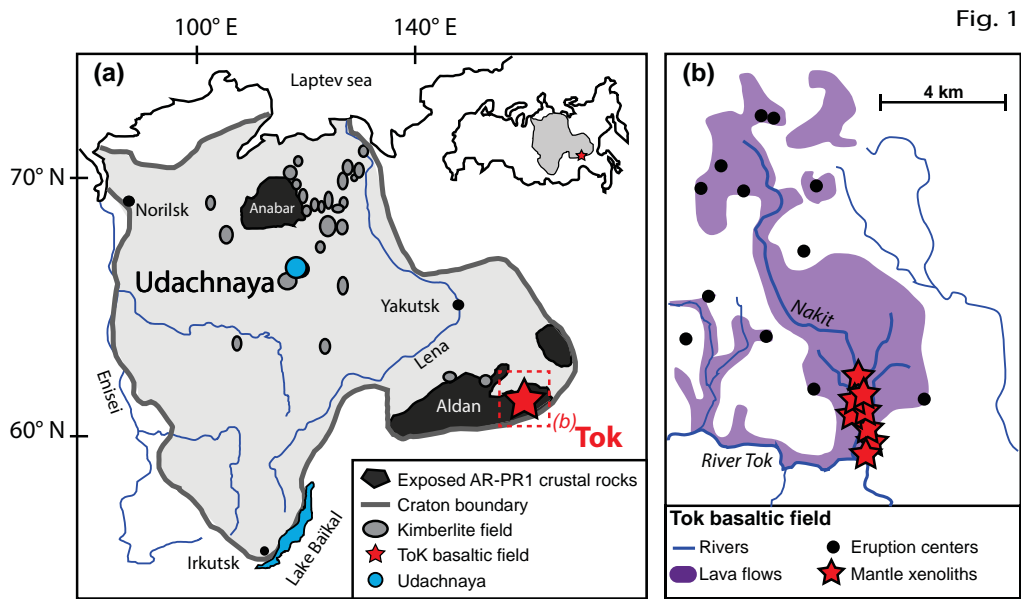 Fig. 1
100° E
140° E
(a)
Laptev sea
70° N
Norilsk
Anabar
Udachnaya
Yakutsk
Lena
Enisei
Aldan
(b)
Tok
60° N
Irkutsk
Lake Baïkal
Exposed AR-PR1 crustal rocks
Craton boundary
Kimberlite field
ToK basaltic field
Udachnaya
(b)
4 km
Nakit
River Tok
Tok basaltic field
Rivers
Eruption centers
Lava flows
Mantle xenoliths